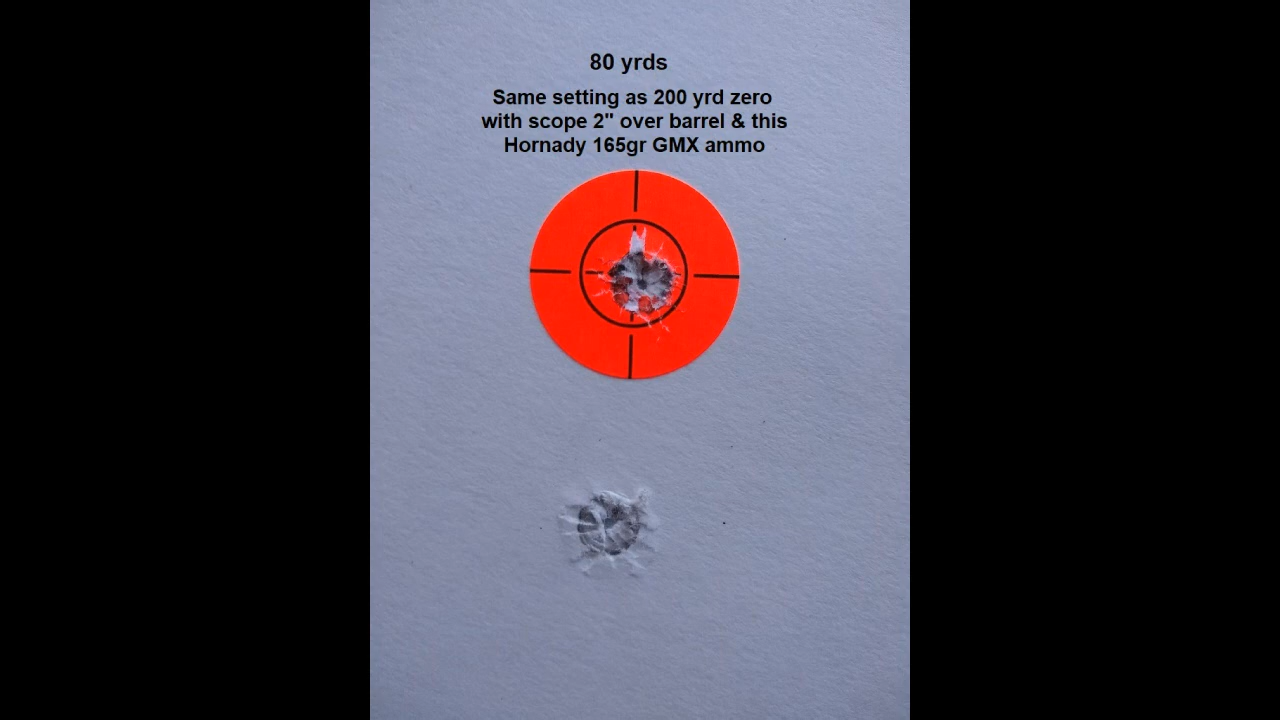 80 yrds
Same setting as 200 yrd zero
with scope 2" over barrel & this
Hornady 165gr GMX ammo